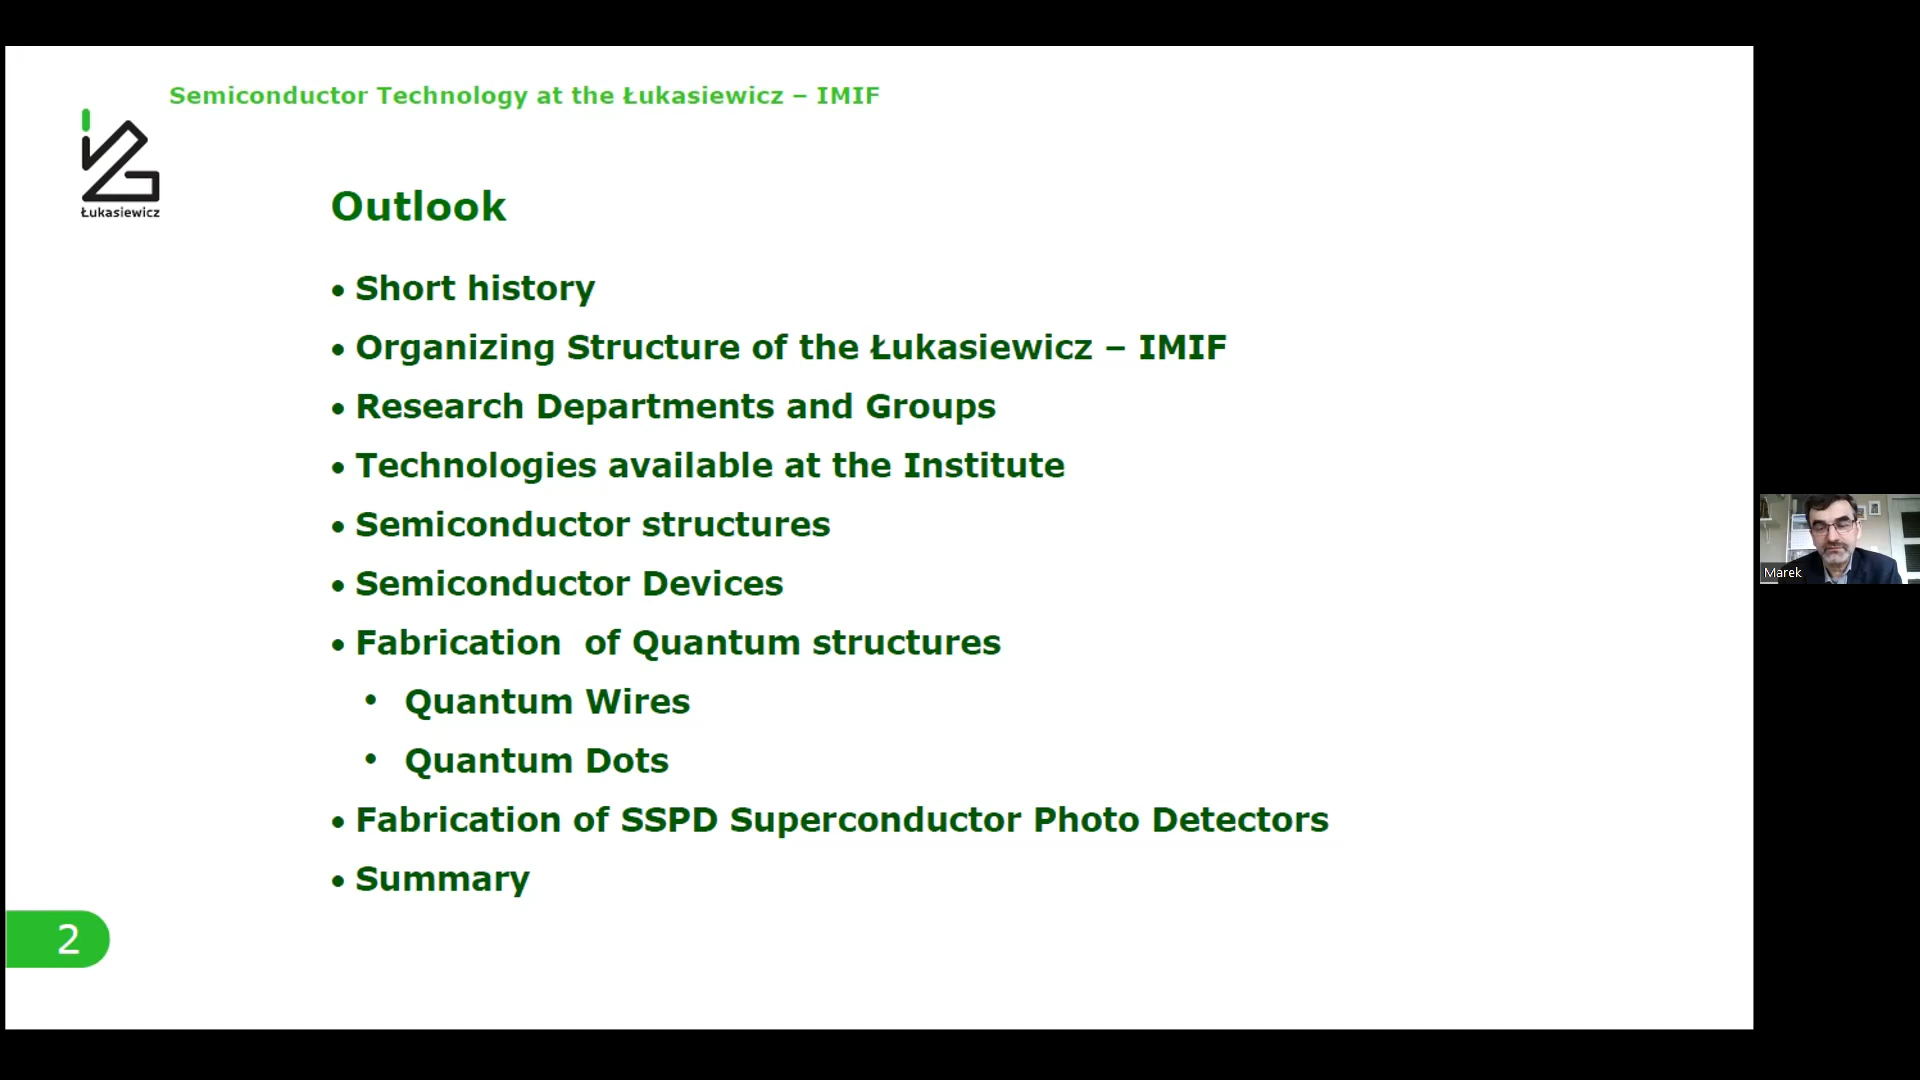 Semiconductor Technology at the Łukasiewicz – IMIF
Łukasiewicz
Outlook
• Short history
• Organizing Structure of the Łukasiewicz – IMIF
• Research Departments and Groups
• Technologies available at the Institute
• Semiconductor structures
• Semiconductor Devices
• Fabrication  of Quantum structures
• Quantum Wires
• Quantum Dots
• Fabrication of SSPD Superconductor Photo Detectors
• Summary
2
Marek